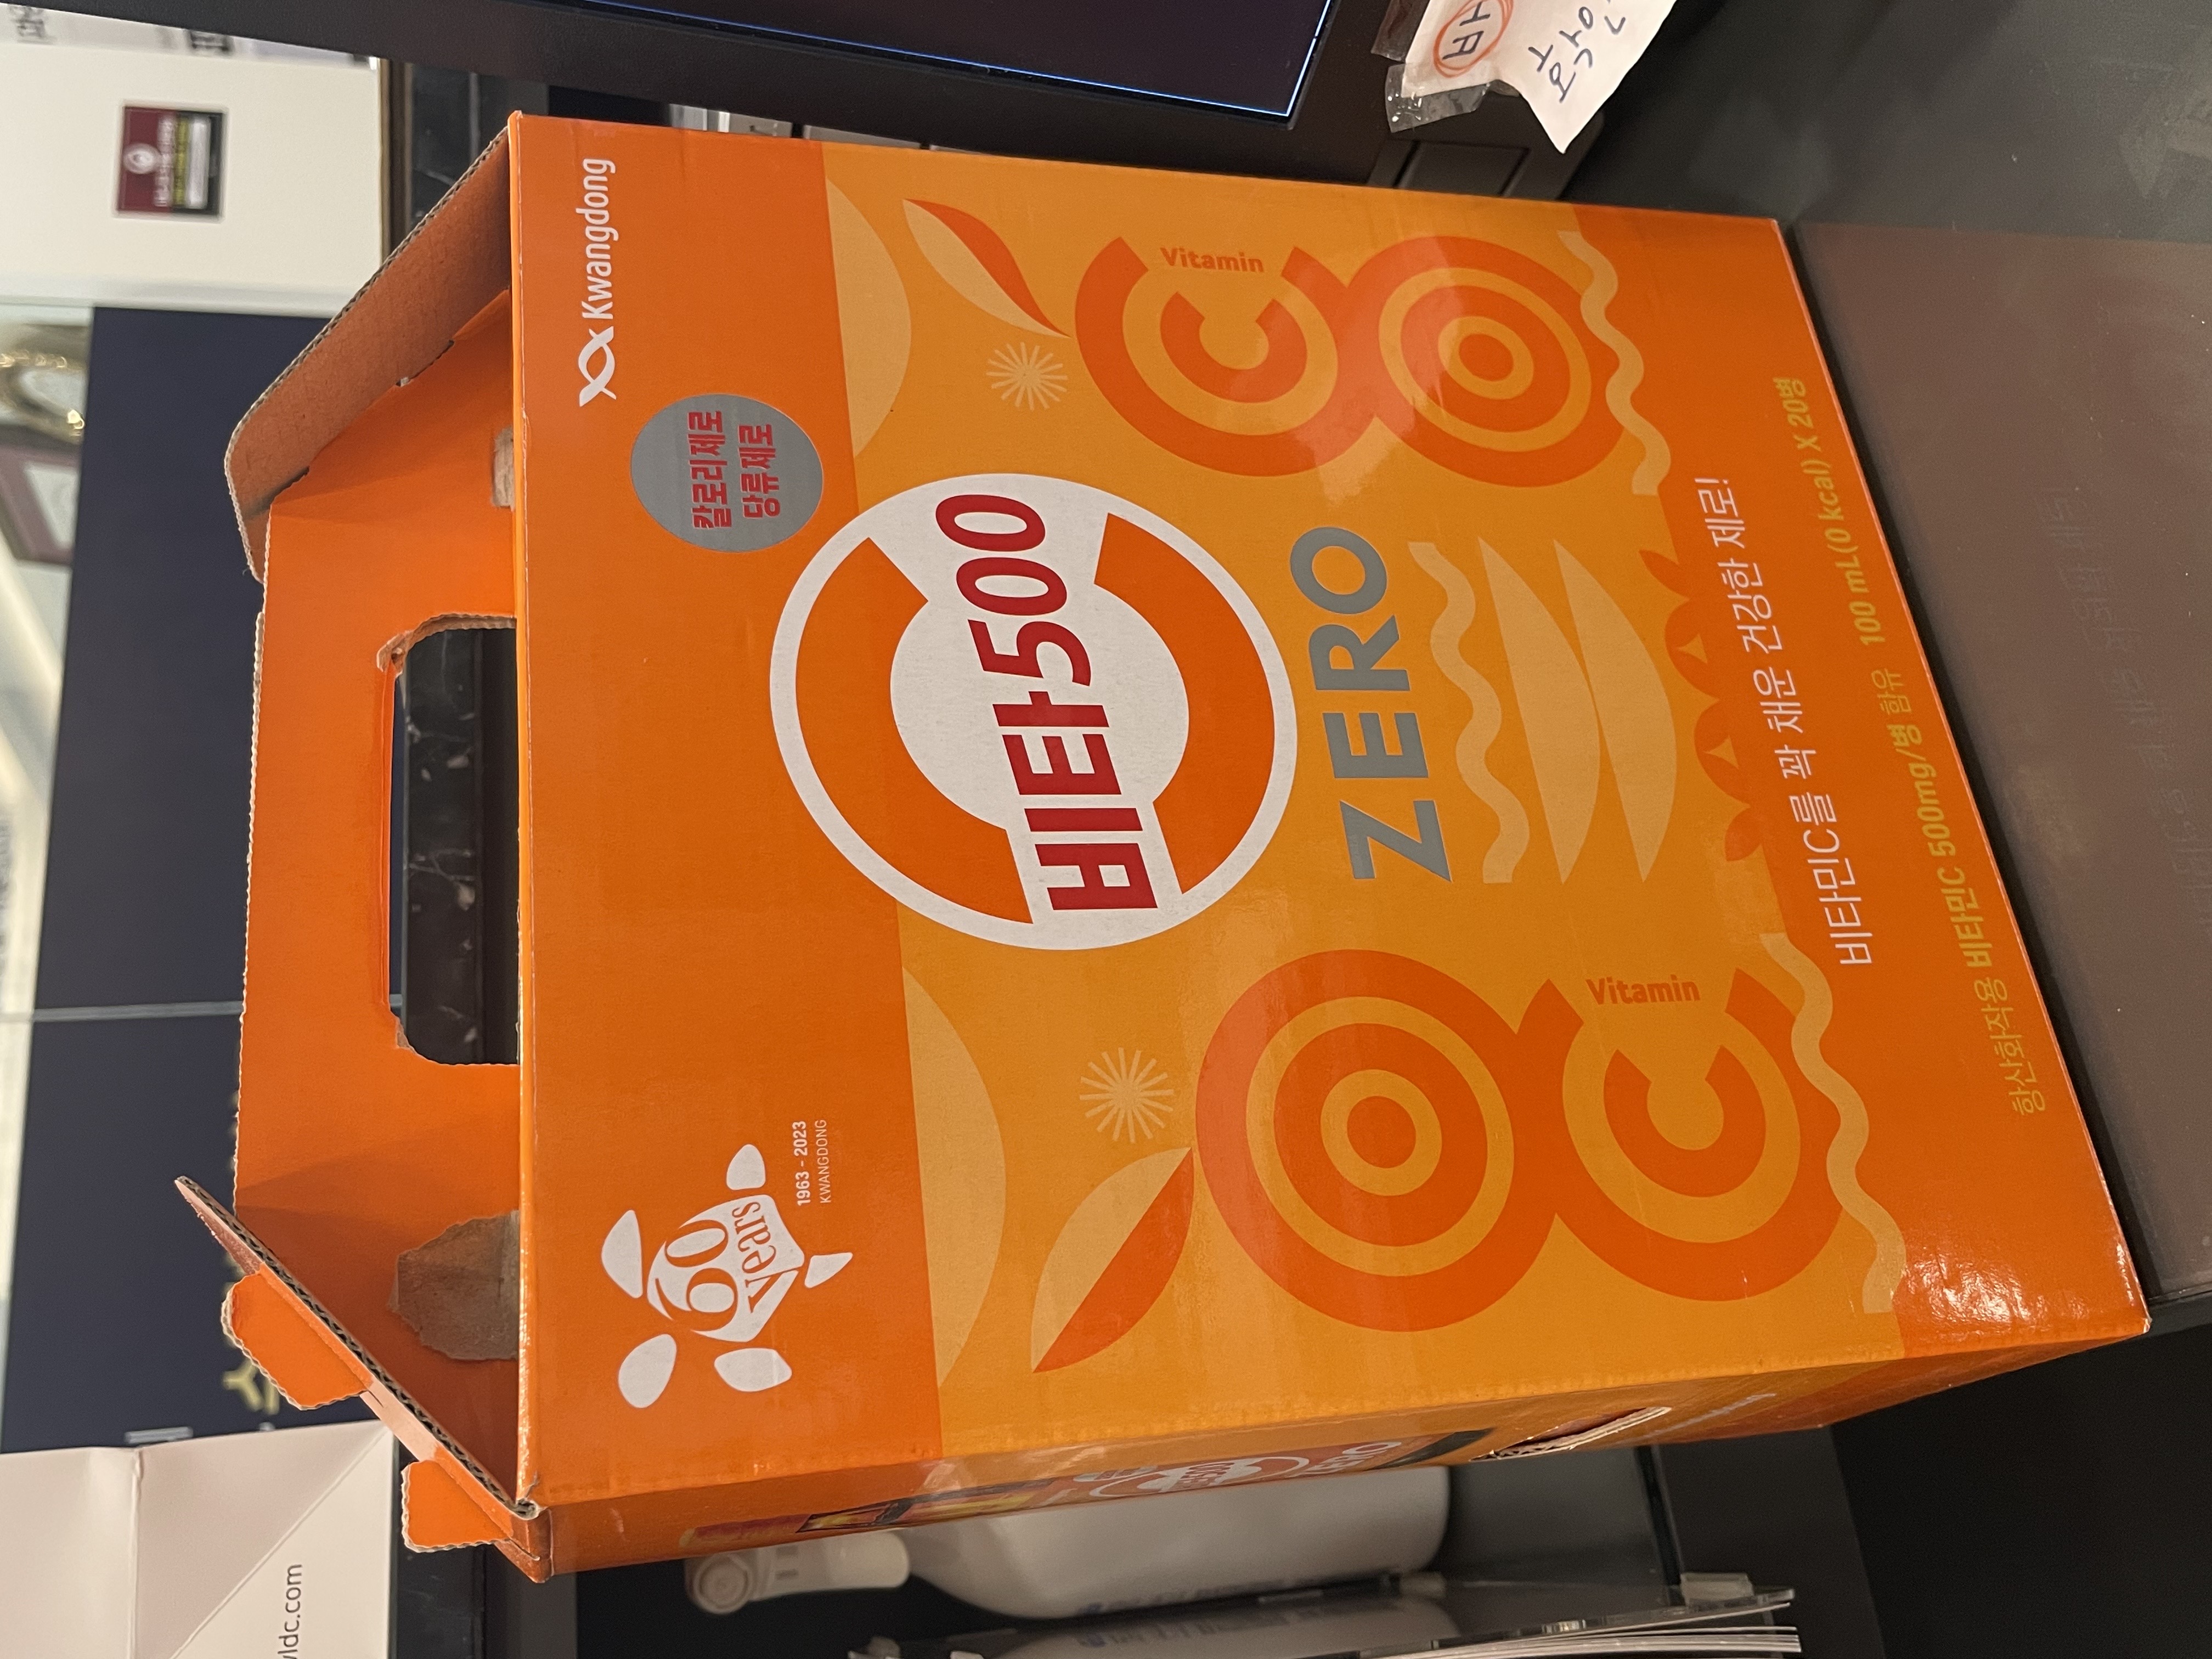 Kwangdong
60
Years
1963 - 2023
KWANGDONG
칼로리제로
당류제로
비타500
ZERO
Vitamin
Vitamin
비타민C를 꽉 채운 건강한 제로!
항산화작용 비타민C 500mg/병 함유 100 mL(0 kcal) X 20병
ldc.com